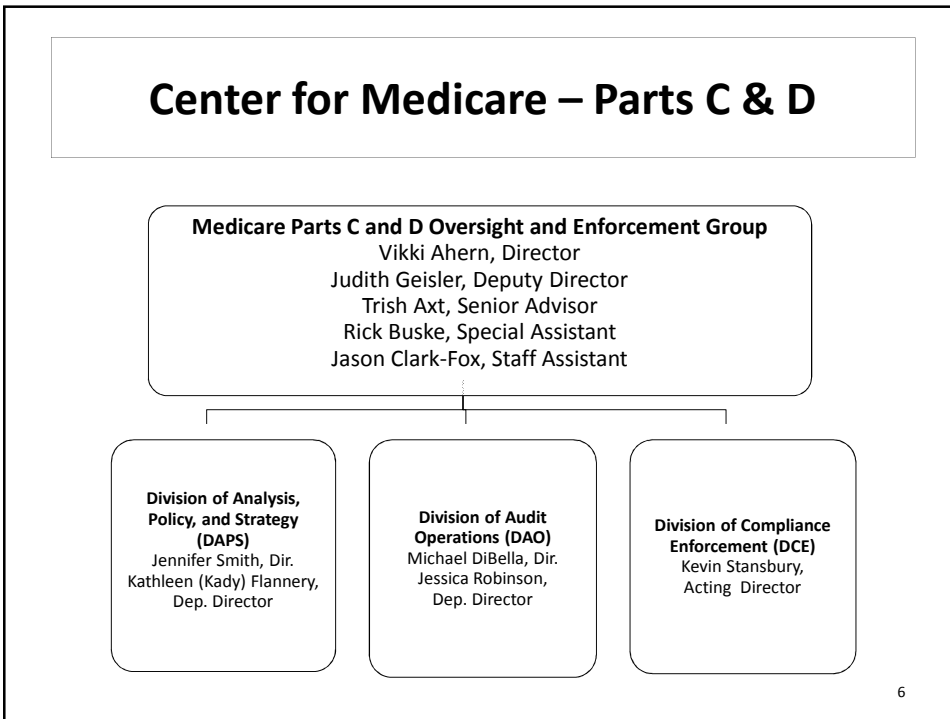 Center for Medicare – Parts C & D
Medicare Parts C and D Oversight and Enforcement Group
Vikki Ahern, Director
Judith Geisler, Deputy Director
Trish Axt, Senior Advisor
Rick Buske, Special Assistant
Jason Clark-Fox, Staff Assistant
Division of Analysis,
Policy, and Strategy
(DAPS)
Jennifer Smith, Dir.
Kathleen (Kady) Flannery,
Dep. Director
Division of Audit
Operations (DAO)
Michael DiBella, Dir.
Jessica Robinson,
Dep. Director
Division of Compliance
Enforcement (DCE)
Kevin Stansbury,
Acting Director
6